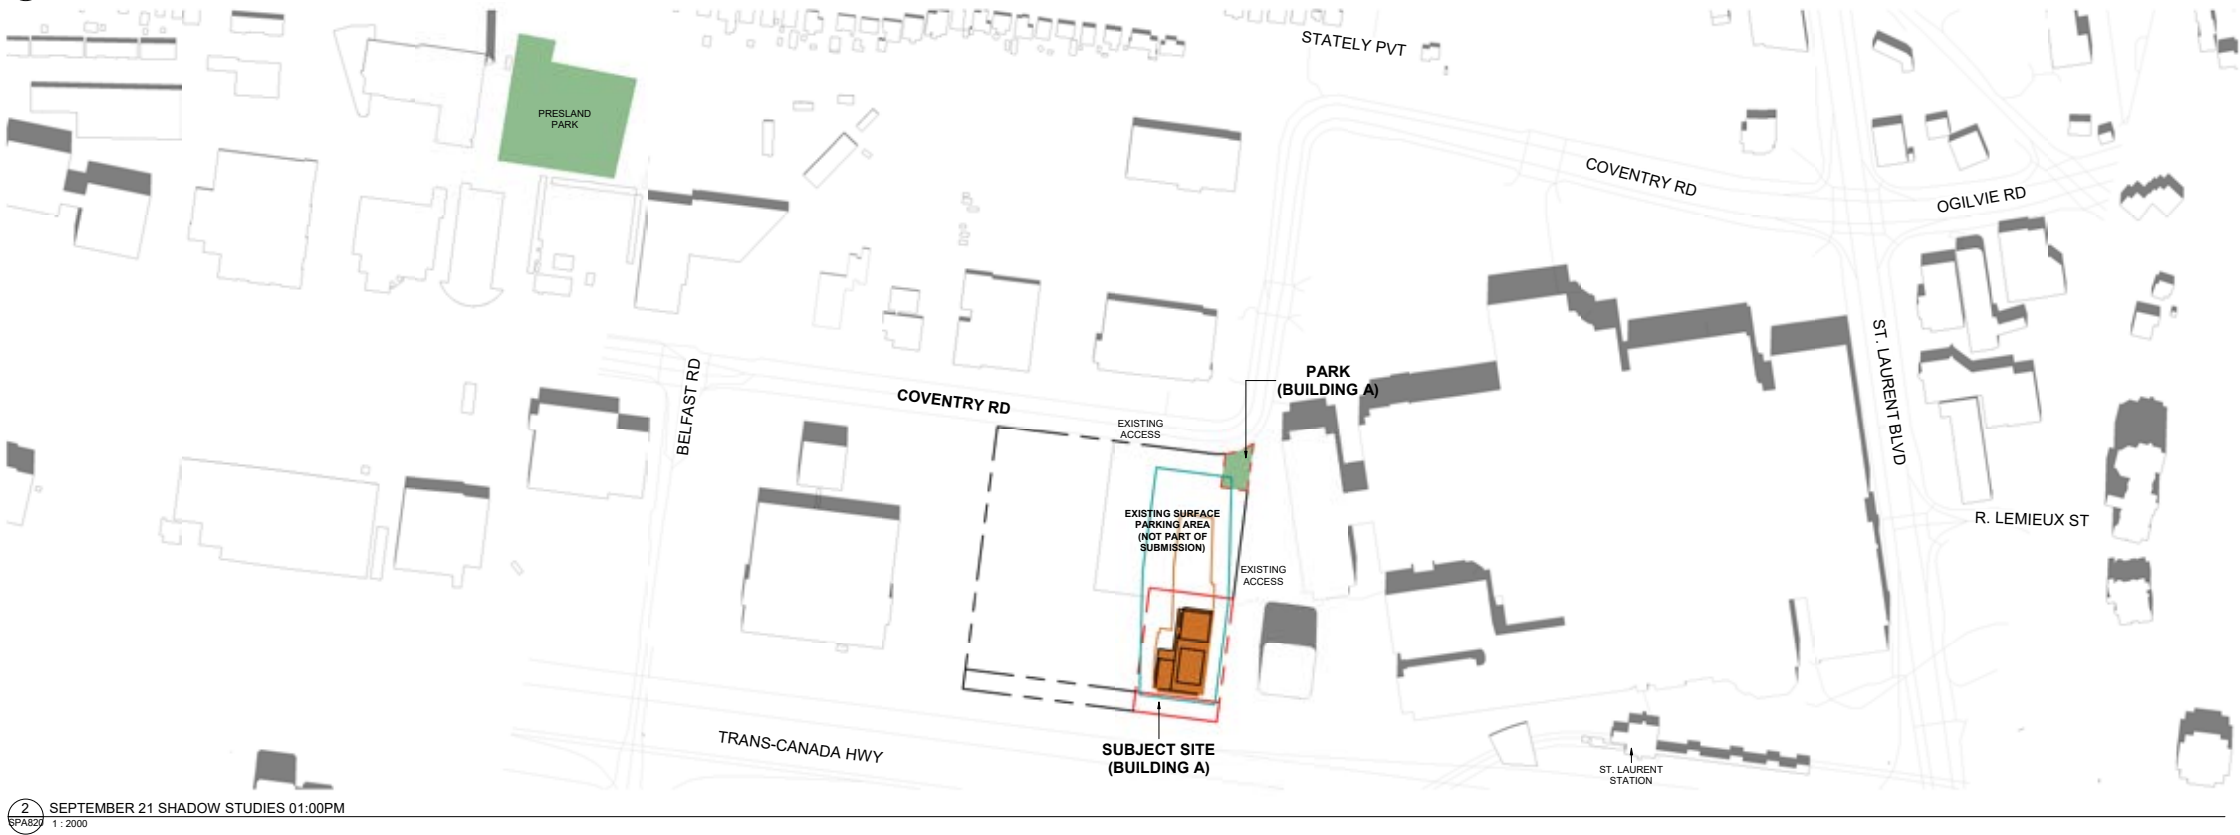 STATELY PVT
PRESLAND
PARK
COVENTRY RD
OGILVIE RD
ST. LAURENT BLVD
BELFAST RD
PARK
(BUILDING A)
COVENTRY RD
EXISTING
ACCESS
EXISTING SURFACE
PARKING AREA
(NOT PART OF
SUBMISSION)
R. LEMIEUX ST
EXISTING
ACCESS
TRANS-CANADA HWY
SUBJECT SITE
(BUILDING A)
ST. LAURENT
STATION
2
SPA820
SEPTEMBER 21 SHADOW STUDIES 01:00PM
1 : 2000